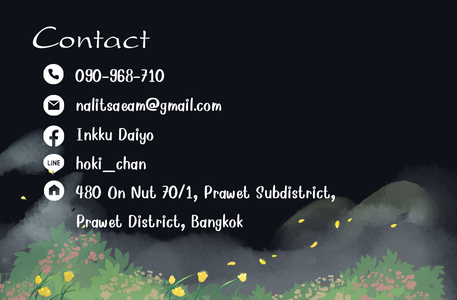 Contact
090-968-710
nalitsaeam@gmail.com
Inkku Daiyo
LINE
hoki_chan
480 On Nut 70/1, Prawet Subdistrict,
Prawet District, Bangkok